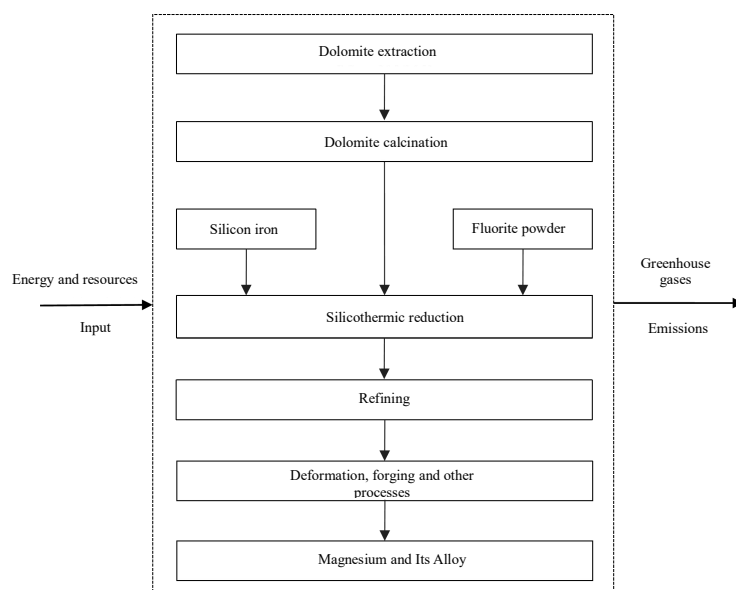 Dolomite extraction
Dolomite calcination
Silicon iron
Fluorite powder
Energy and resources
Input
Greenhouse
gases
Emissions
Silicothermic reduction
Refining
Deformation, forging and other
processes
Magnesium and Its Alloy